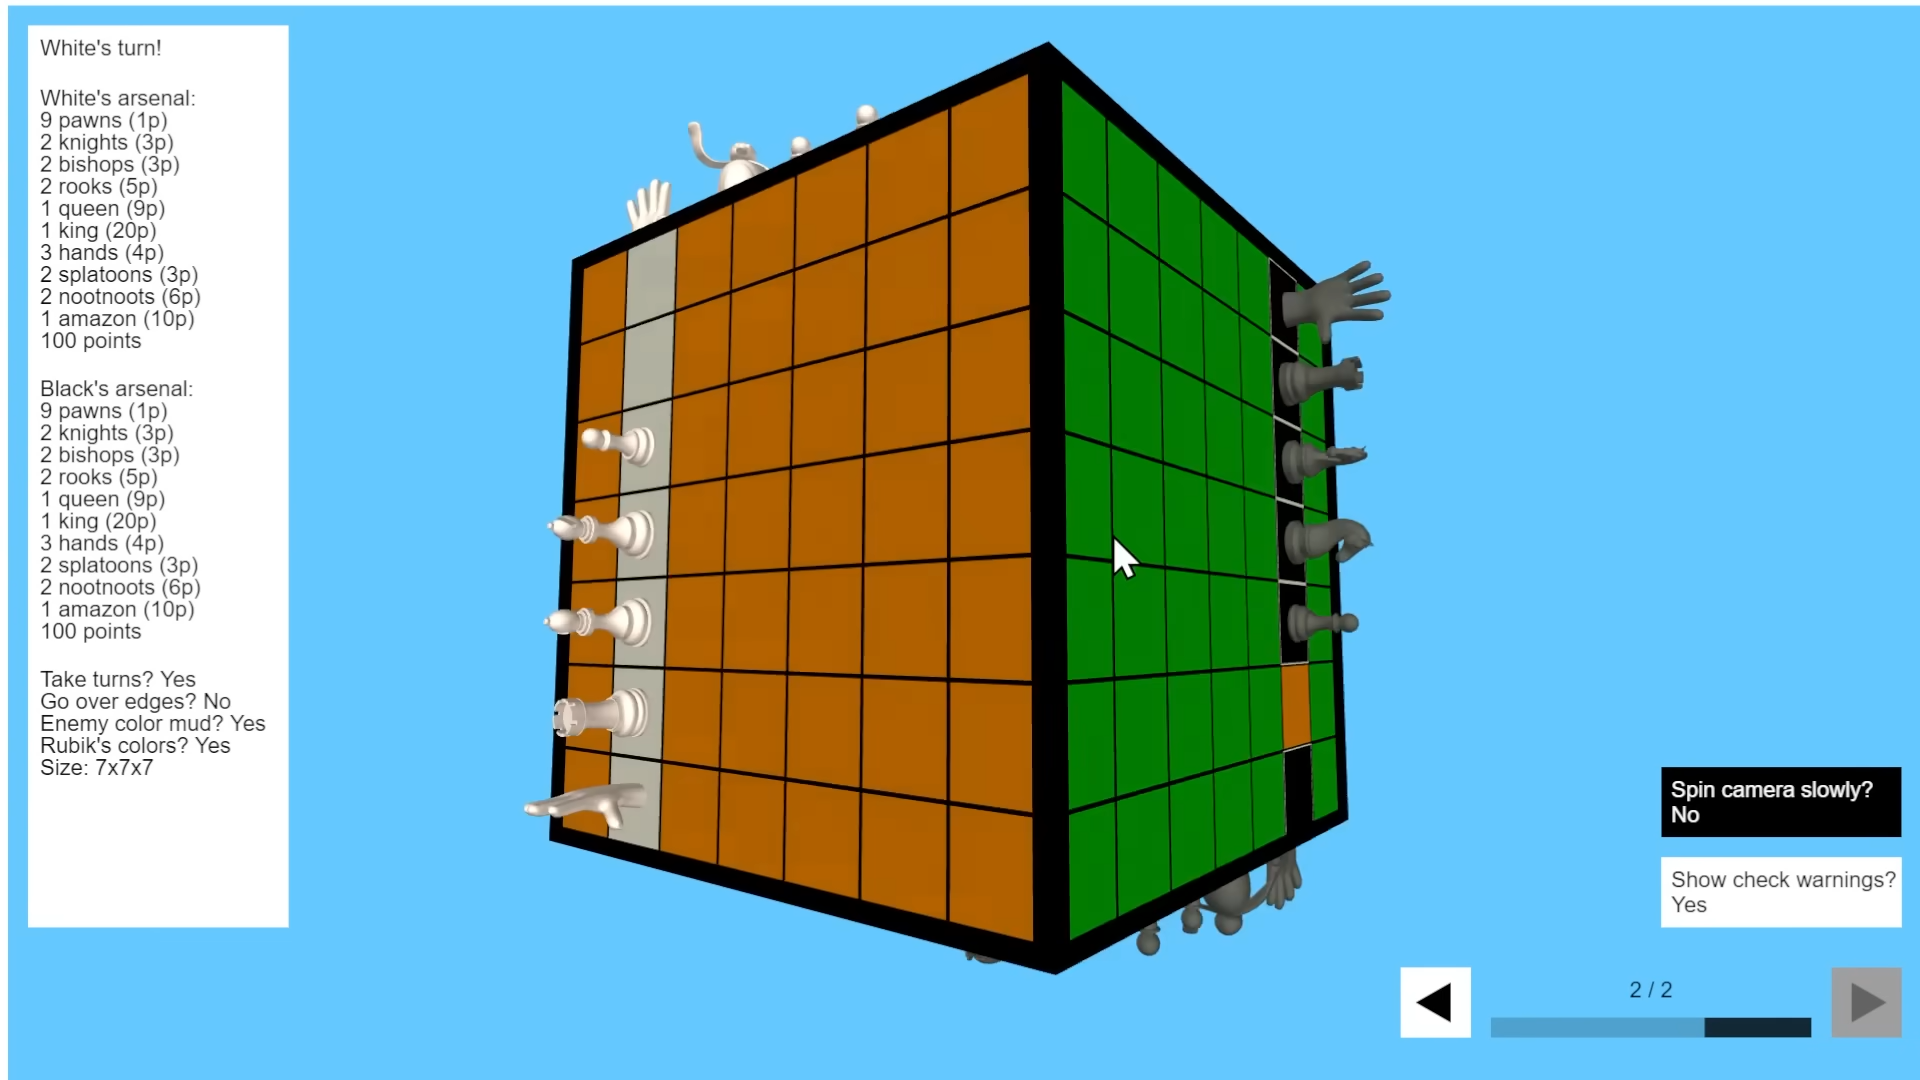 White's turn!
White's arsenal:
9 pawns (1p)
2 knights (3p)
2 bishops (3p)
2 rooks (5p)
1 queen (9p)
1 king (20p)
3 hands (4p)
2 splatoons (3p)
2 nootnoots (6p)
1 amazon (10p)
100 points
Black's arsenal:
9 pawns (1p)
2 knights (3p)
2 bishops (3p)
2 rooks (5p)
1 queen (9p)
1 king (20p)
3 hands (4p)
2 splatoons (3p)
2 nootnoots (6p)
1 amazon (10p)
100 points
Take turns? Yes
Go over edges? No
Enemy color mud? Yes
Rubik's colors? Yes
Size: 7x7x7
Spin camera slowly?
No
Show check warnings?
Yes
2 / 2